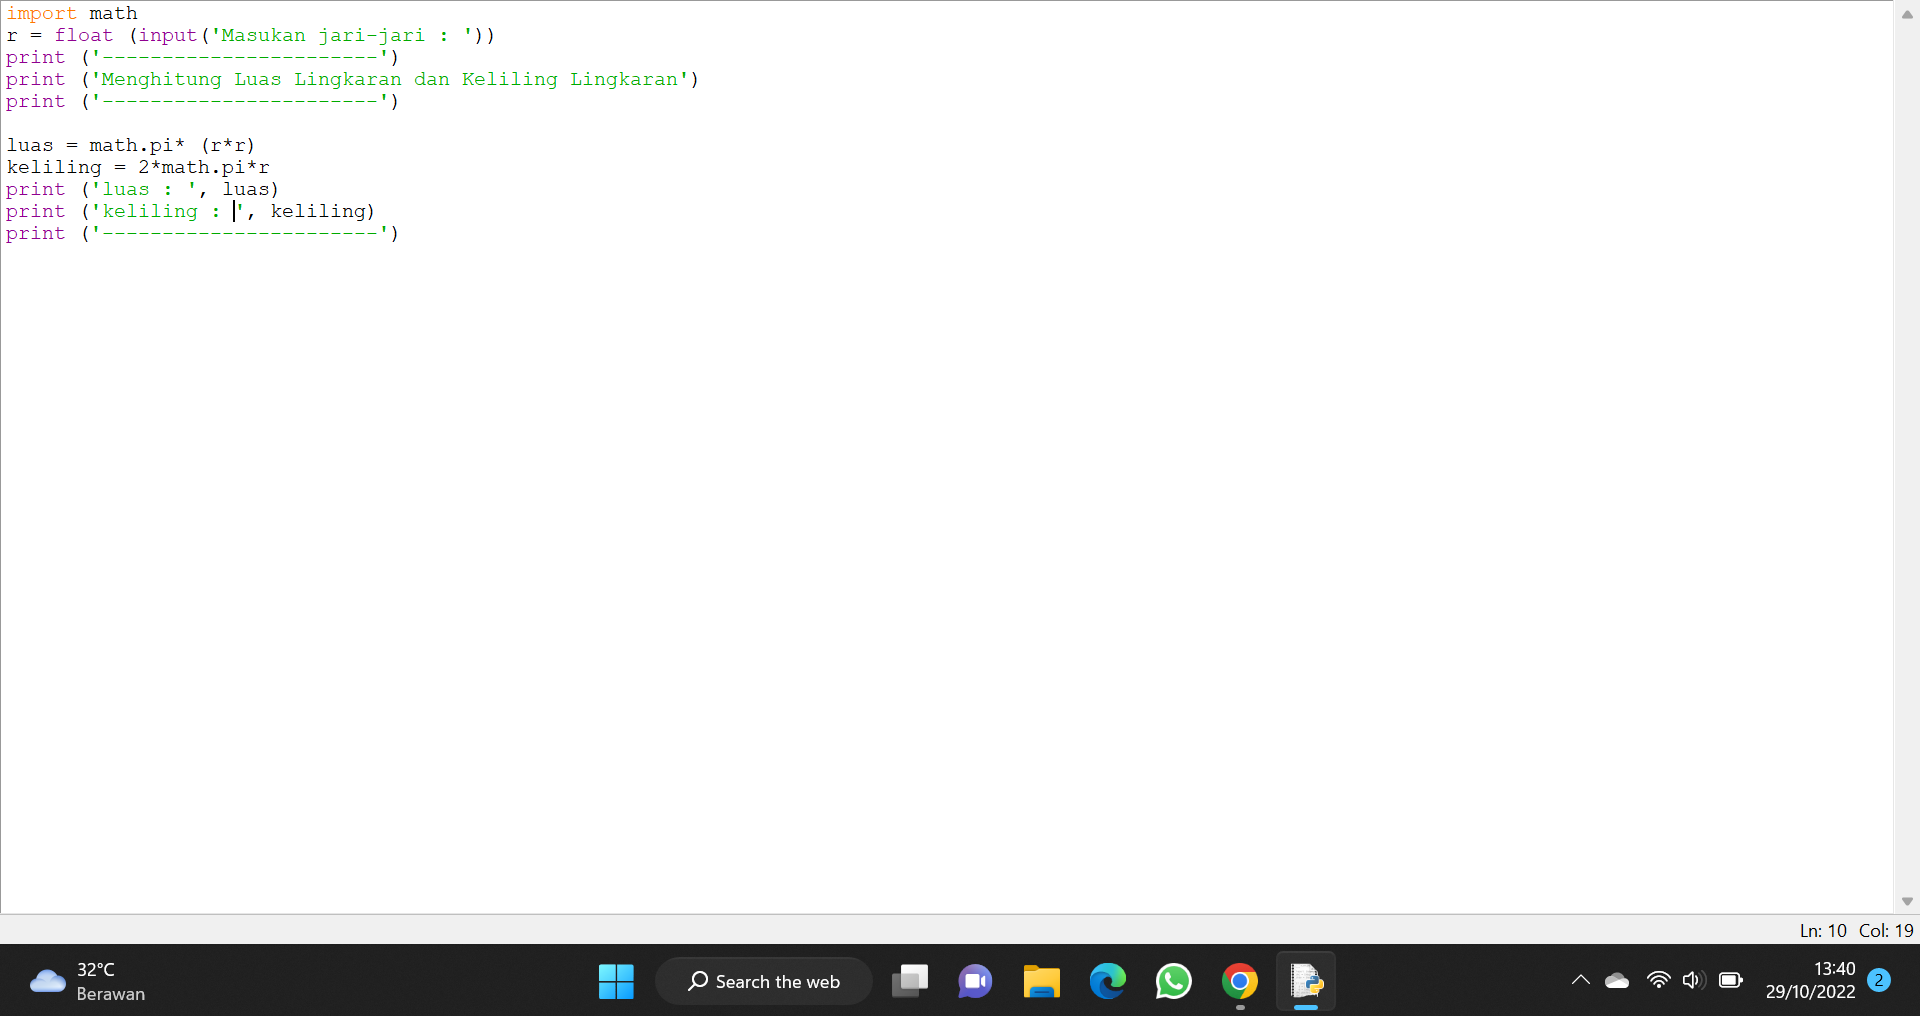 import math
r = float (input('Masukan jari-jari : '))
print ('-----------------------')
print ('Menghitung Luas Lingkaran dan Keliling Lingkaran')
print ('-----------------------')
luas = math.pi* (r*r)
keliling = 2*math.pi*r
print ('luas : ', luas)
print ('keliling : ', keliling)
print ('-----------------------')
Ln: 10 Col: 19
32°C
Berawan
Search the web
13:40
29/10/2022
2